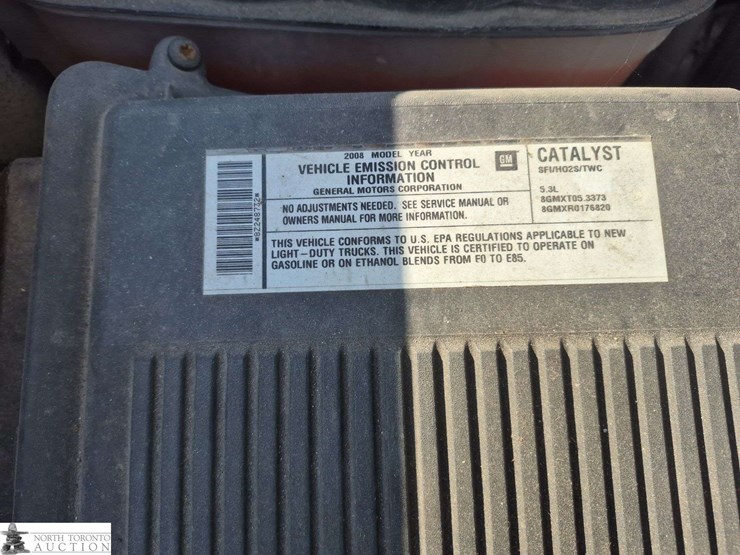 2008 MODEL YEAR
VEHICLE EMISSION CONTROL
INFORMATION
GENERAL MOTORS CORPORATION
GM
CATALYST
SFI/HO2S/TWC
NO ADJUSTMENTS NEEDED. SEE SERVICE MANUAL OR
OWNERS MANUAL FOR MORE INFORMATION.
5.3L
8GMXT05.3373
8GMXR0176820
THIS VEHICLE CONFORMS TO U.S. EPA REGULATIONS APPLICABLE TO NEW
LIGHT-DUTY TRUCKS. THIS VEHICLE IS CERTIFIED TO OPERATE ON
GASOLINE OR ON ETHANOL BLENDS FROM E0 TO E85.
NORTH TORONTO
AUCTION